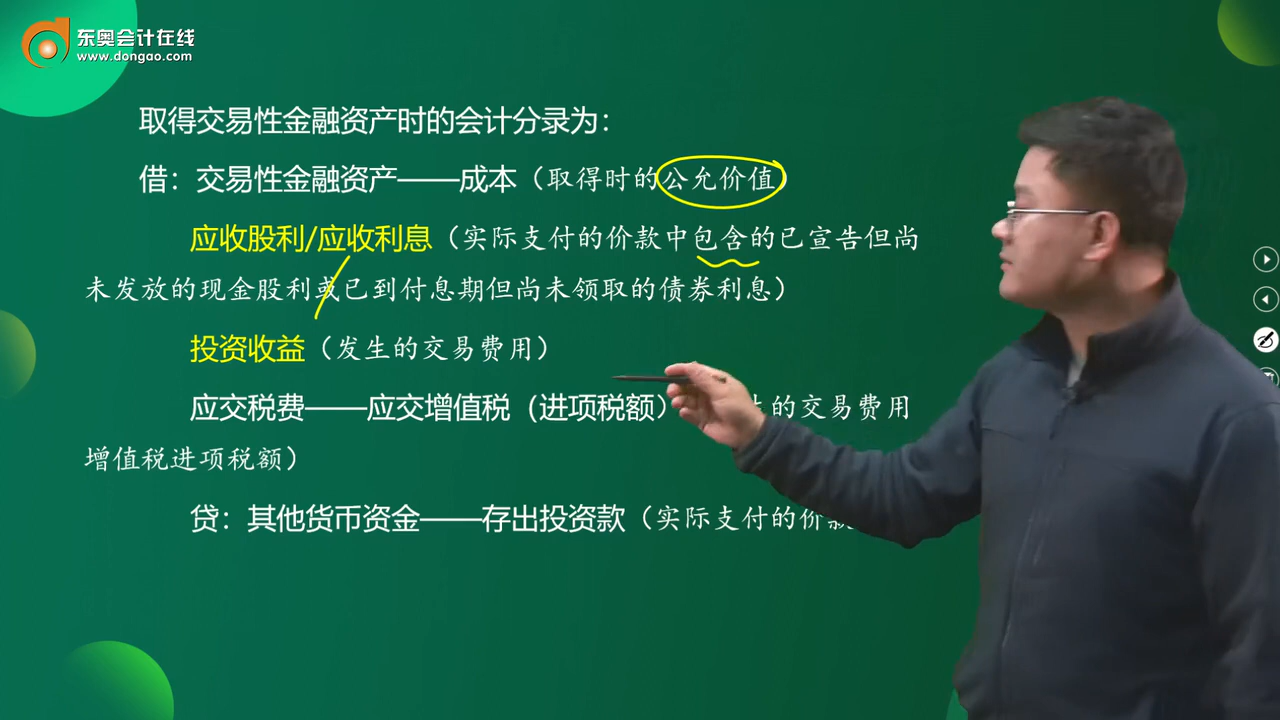 东奥会计在线
www.dongao.com
取得交易性金融资产时的会计分录为：
借：交易性金融资产——成本（取得时的公允价值）
应收股利/应收利息（实际支付的价款中包含的已宣告但尚
未发放的现金股利或已到付息期但尚未领取的债券利息）
投资收益（发生的交易费用）
应交税费——应交增值税（进项税额）的交易费用
增值税进项税额）
贷：其他货币资金——存出投资款（实际支付的价